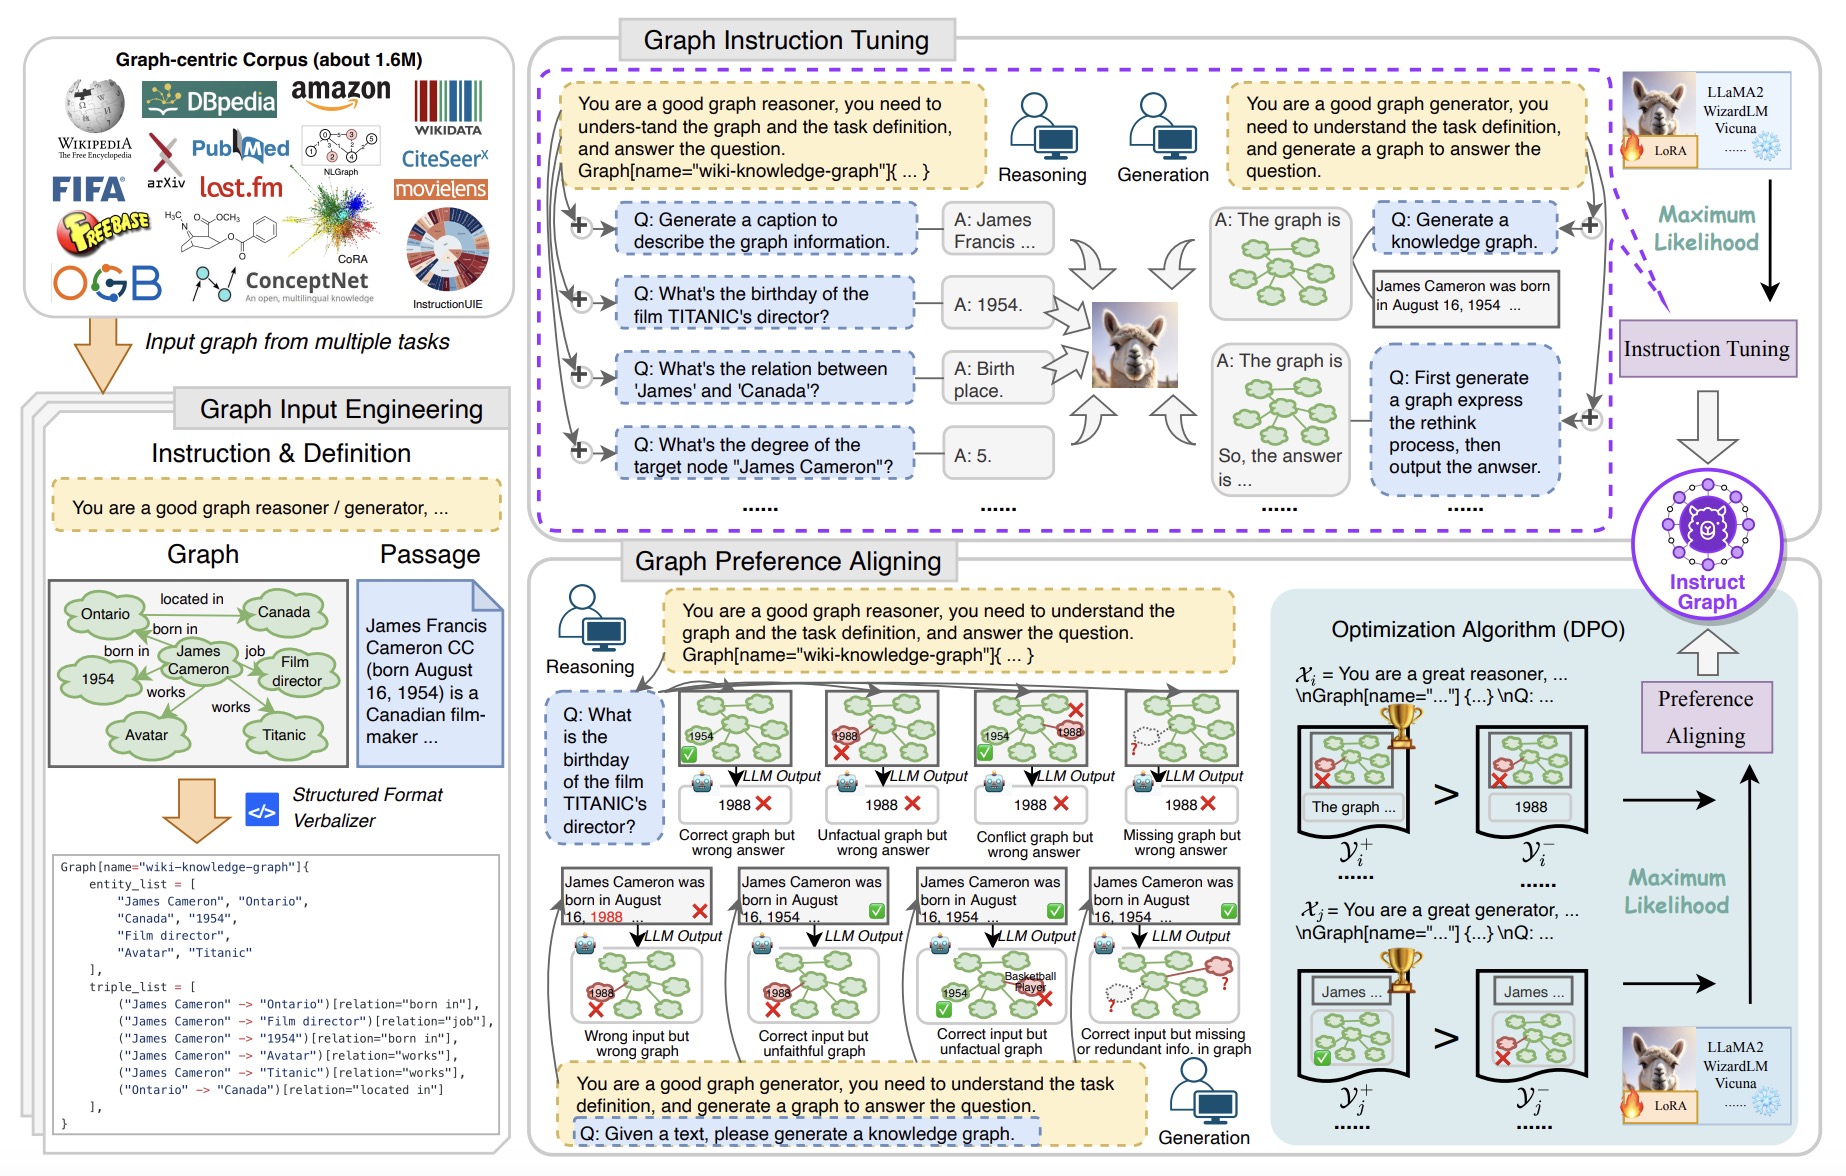 Graph-centric Corpus (about 1.6M)
WIKIPEDIA
The Free Encyclopedia
DBpedia
amazon
WIKIDATA
arXiv
PubMed
NLGraph
CiteSeerX
FIFA
last.fm
movielens
FREEBASE
H₃C
OCH₃
CoRA
OGB
ConceptNet
An open, multilingual knowledge
InstructionUIE
Input graph from multiple tasks
Graph Input Engineering
Instruction & Definition
You are a good graph reasoner / generator, ...
Graph
Passage
Ontario
located in
Canada
born in
born in
James
Cameron
job
Film
director
1954
works
works
Avatar
Titanic
James Francis
Cameron CC
(born August
16, 1954) is a
Canadian film-
maker ...
</>
Structured Format
Verbalizer
Graph[name="wiki-knowledge-graph"]{
entity_list = [
"James Cameron", "Ontario",
"Canada", "1954",
"Film director",
"Avatar", "Titanic"
],
triple_list = [
("James Cameron" -> "Ontario")[relation="born in"],
("James Cameron" -> "Film director")[relation="job"],
("James Cameron" -> "1954")[relation="born in"],
("James Cameron" -> "Avatar")[relation="works"],
("James Cameron" -> "Titanic")[relation="works"],
("Ontario" -> "Canada")[relation="located in"]
],
}
Graph Instruction Tuning
You are a good graph reasoner, you need to
unders-tand the graph and the task definition,
and answer the question.
Graph[name="wiki-knowledge-graph"]{ ... }
Reasoning
Generation
You are a good graph generator, you
need to understand the task definition,
and generate a graph to answer the
question.
Q: Generate a caption to
describe the graph information.
A: James
Francis ...
Q: What's the birthday of the
film TITANIC's director?
A: 1954.
Q: What's the relation between
'James' and 'Canada'?
A: Birth
place.
Q: What's the degree of the
target node "James Cameron"?
A: 5.
......
......
A: The graph is
Q: Generate a
knowledge graph.
James Cameron was born
in August 16, 1954 ...
A: The graph is
So, the answer
is ...
Q: First generate
a graph express
the rethink
process, then
output the anwser.
......
......
LLaMA2
WizardLM
Vicuna
......
LoRA
Maximum
Likelihood
Instruction Tuning
Instruct
Graph
Preference
Aligning
Graph Preference Aligning
Reasoning
You are a good graph reasoner, you need to understand the
graph and the task definition, and answer the question.
Graph[name="wiki-knowledge-graph"]{ ... }
Q: What
is the
birthday
of the film
TITANIC's
director?
1954
LLM Output
1988
Correct graph but
wrong answer
1988
LLM Output
1988
Unfactual graph but
wrong answer
1954
1988
LLM Output
1988
Conflict graph but
wrong answer
?
LLM Output
1988
Missing graph but
wrong answer
James Cameron was
born in August
16, 1988 ...
LLM Output
1988
Wrong input but
wrong graph
James Cameron was
born in August
16, 1954 ...
LLM Output
1988
Correct input but
unfaithful graph
James Cameron was
born in August
16, 1954 ...
LLM Output
Basketball
Player
1954
Correct input but
unfactual graph
James Cameron was
born in August
16, 1954 ...
LLM Output
?
?
Correct input but missing
or redundant info. in graph
You are a good graph generator, you need to understand the task
definition, and generate a graph to answer the question.
Q: Given a text, please generate a knowledge graph.
Generation
Optimization Algorithm (DPO)
𝒳i = You are a great reasoner, ...
\nGraph[name="..."] {...} \nQ: ...
The graph ...
>
1988
𝒴i+
𝒴i−
......
......
𝒳j = You are a great generator, ...
\nGraph[name="..."] {...} \nQ: ...
James ...
>
James ...
𝒴j+
𝒴j−
......
......
Maximum
Likelihood
LLaMA2
WizardLM
Vicuna
......
LoRA